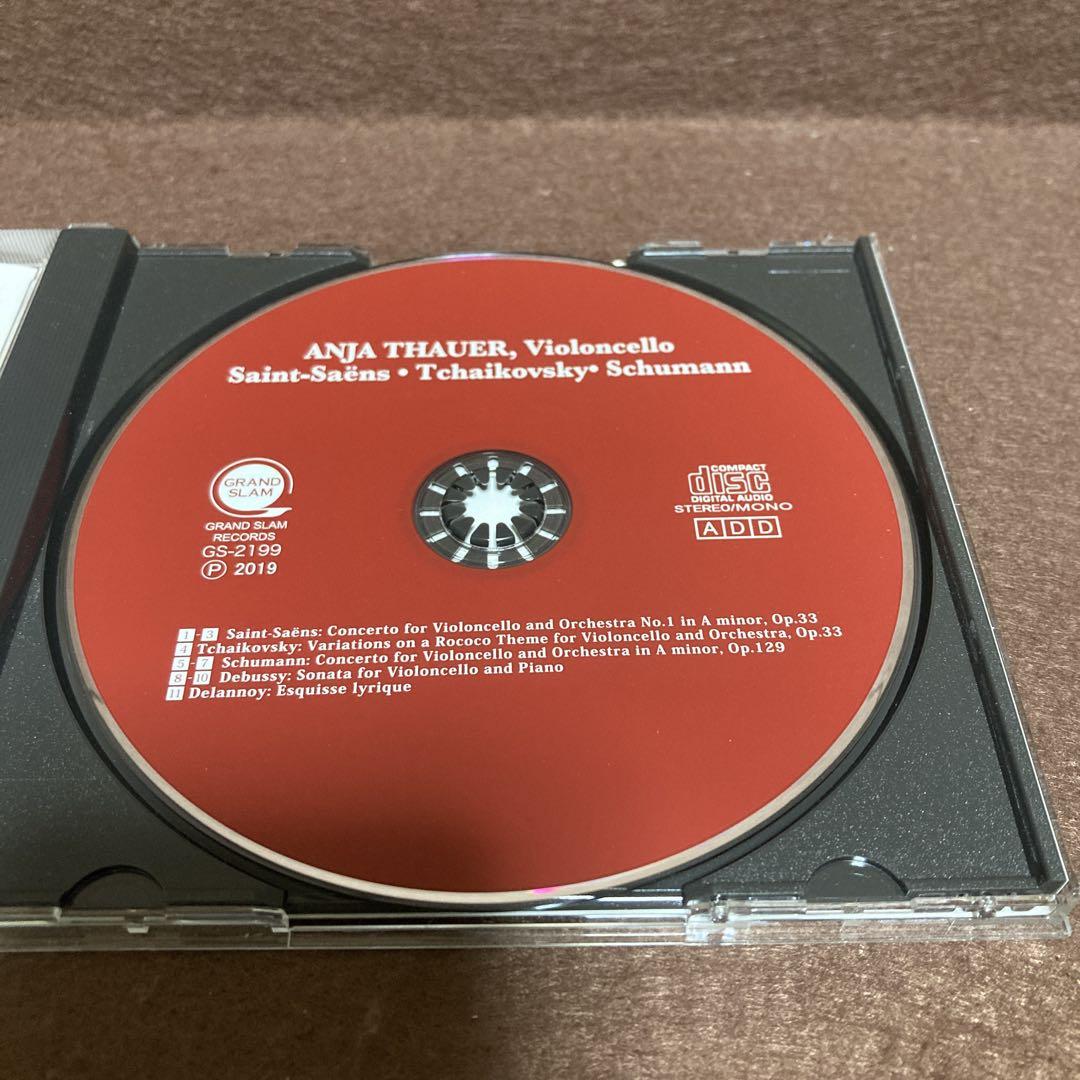 ANJA THAUER, Violoncello
Saint-Saëns • Tchaikovsky• Schumann
GRAND
SLAM
GRAND SLAM
RECORDS
GS-2199
Ⓟ 2019
COMPACT
disc
DIGITAL AUDIO
STEREO/MONO
ADD
1 - 3 Saint-Saëns: Concerto for Violoncello and Orchestra No.1 in A minor, Op.33
4 Tchaikovsky: Variations on a Rococo Theme for Violoncello and Orchestra, Op.33
5 - 7 Schumann: Concerto for Violoncello and Orchestra in A minor, Op.129
8 - 10 Debussy: Sonata for Violoncello and Piano
11 Delannoy: Esquisse lyrique